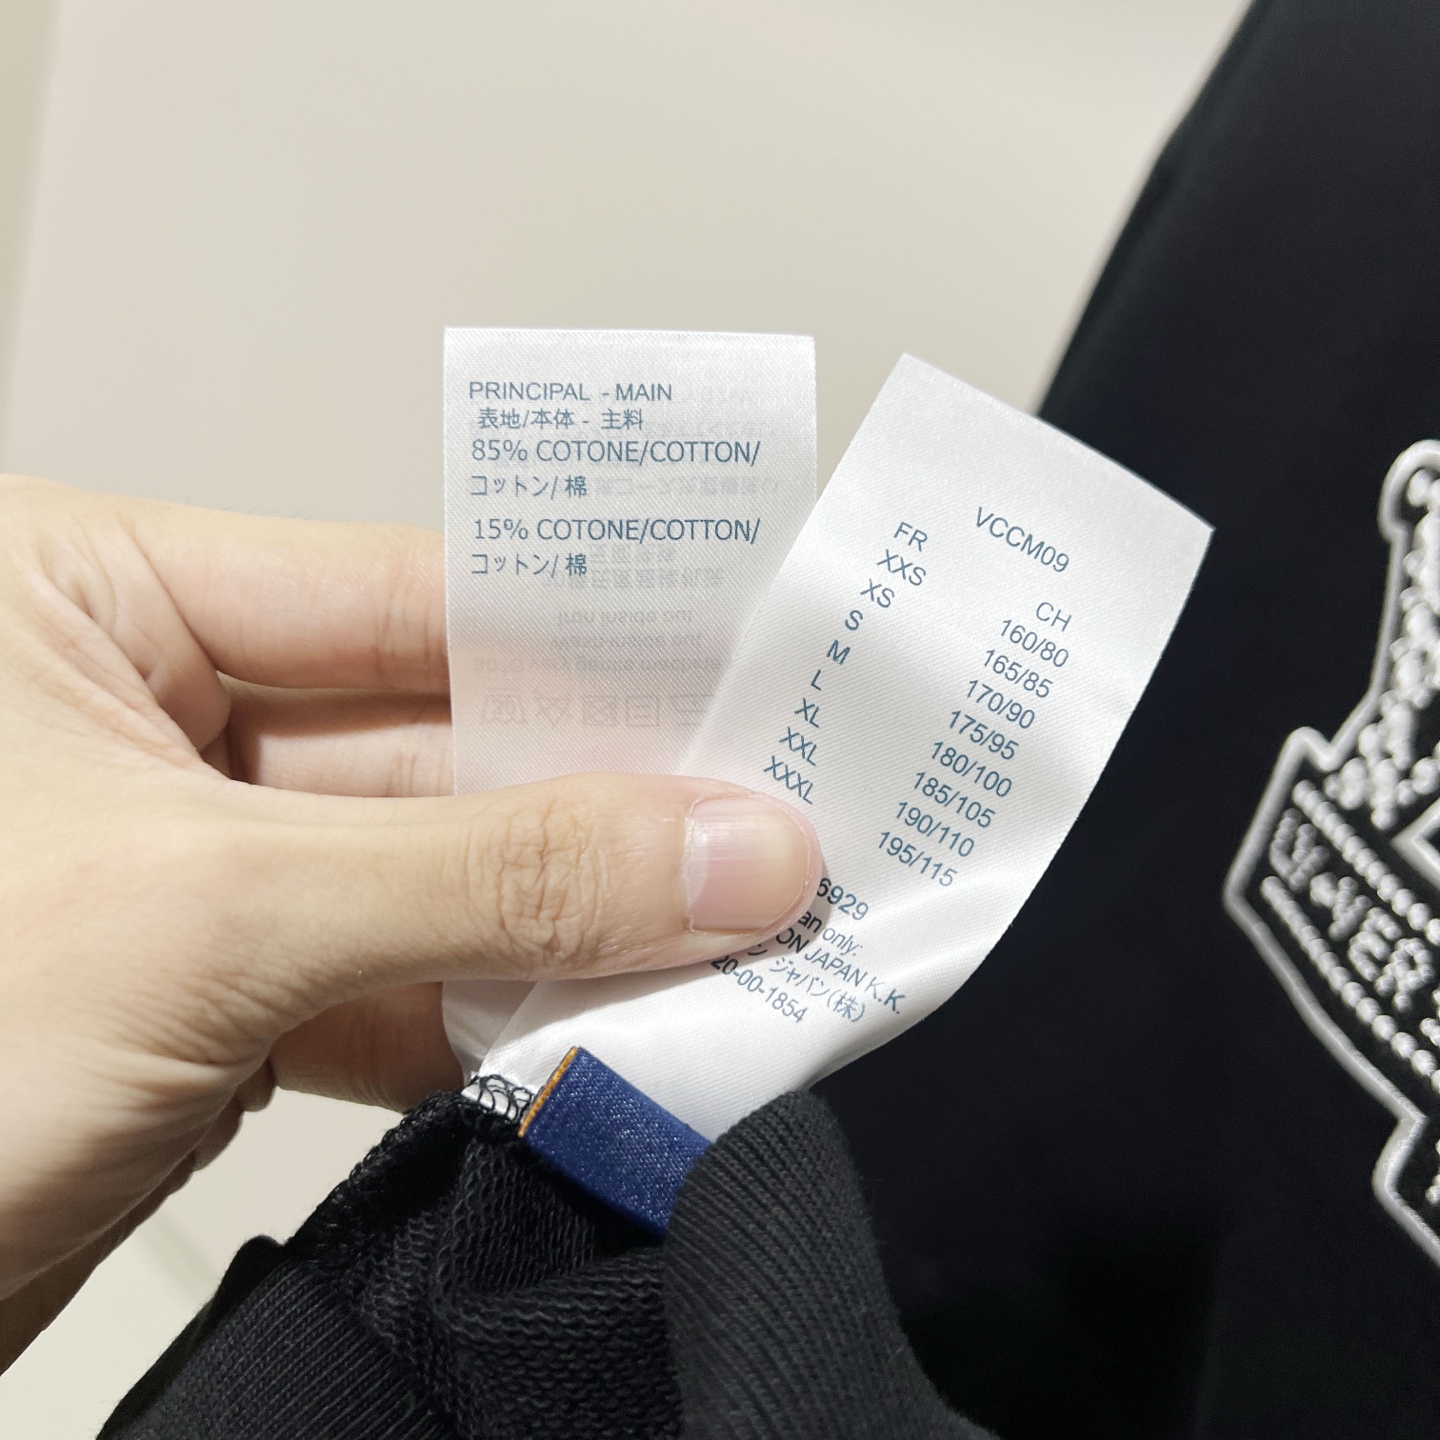 PRINCIPAL - MAIN
表地/本体 - 主料
85% COTONE/COTTON/
コットン/ 棉
15% COTONE/COTTON/
コットン/ 棉
VCCM09
FR CH
XXS 160/80
XS 165/85
S 170/90
M 175/95
L 180/100
XL 185/105
XXL 190/110
XXXL 195/115
6929
an only:
ON JAPAN K.K.
ン ジャパン(株)
20-00-1854